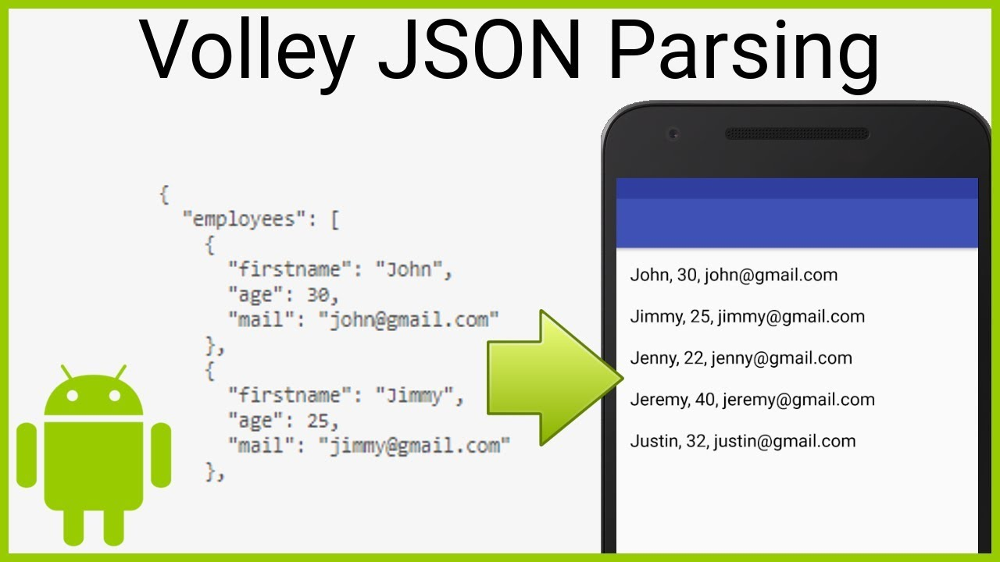 Volley JSON Parsing
{
"employees": [
{
"firstname": "John",
"age": 30,
"mail": "john@gmail.com"
},
{
"firstname": "Jimmy",
"age": 25,
"mail": "jimmy@gmail.com"
},
John, 30, john@gmail.com
Jimmy, 25, jimmy@gmail.com
Jenny, 22, jenny@gmail.com
Jeremy, 40, jeremy@gmail.com
Justin, 32, justin@gmail.com